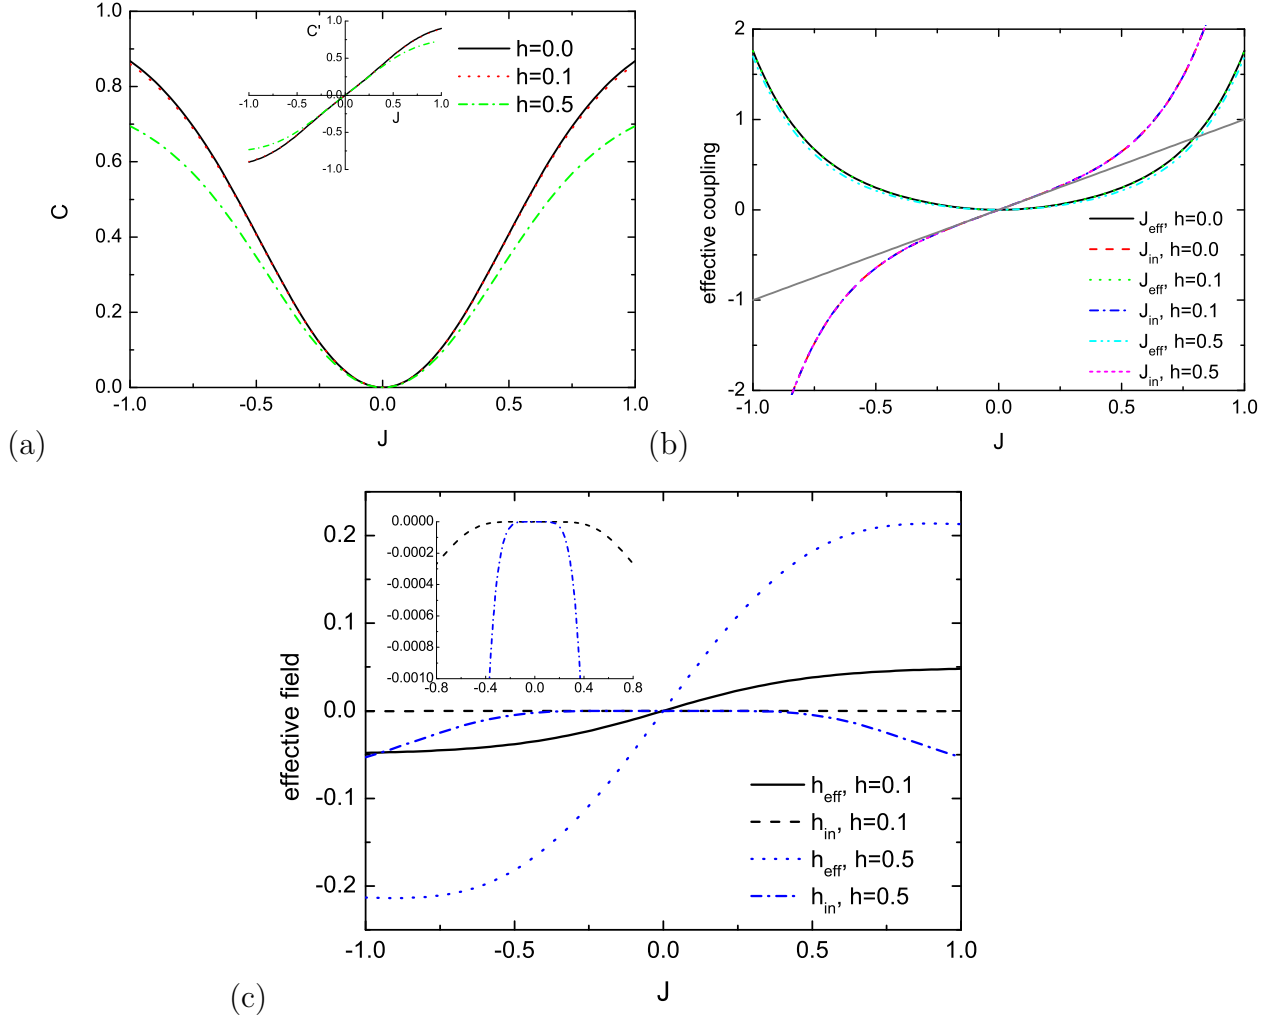 1.0
0.8
0.6
0.4
0.2
0.0
C
-1.0
-0.5
0.0
0.5
1.0
J
C'
1.0
0.5
0.0
-0.5
-1.0
-1.0
-0.5
0.0
0.5
1.0
J
h=0.0
h=0.1
h=0.5
(a)
2
1
0
-1
-2
effective coupling
-1.0
-0.5
0.0
0.5
1.0
J
J_eff, h=0.0
J_in, h=0.0
J_eff, h=0.1
J_in, h=0.1
J_eff, h=0.5
J_in, h=0.5
(b)
0.2
0.1
0.0
-0.1
-0.2
effective field
-1.0
-0.5
0.0
0.5
1.0
J
0.0000
-0.0002
-0.0004
-0.0006
-0.0008
-0.0010
-0.8
-0.4
0.0
0.4
0.8
h_eff, h=0.1
h_in, h=0.1
h_eff, h=0.5
h_in, h=0.5
(c)